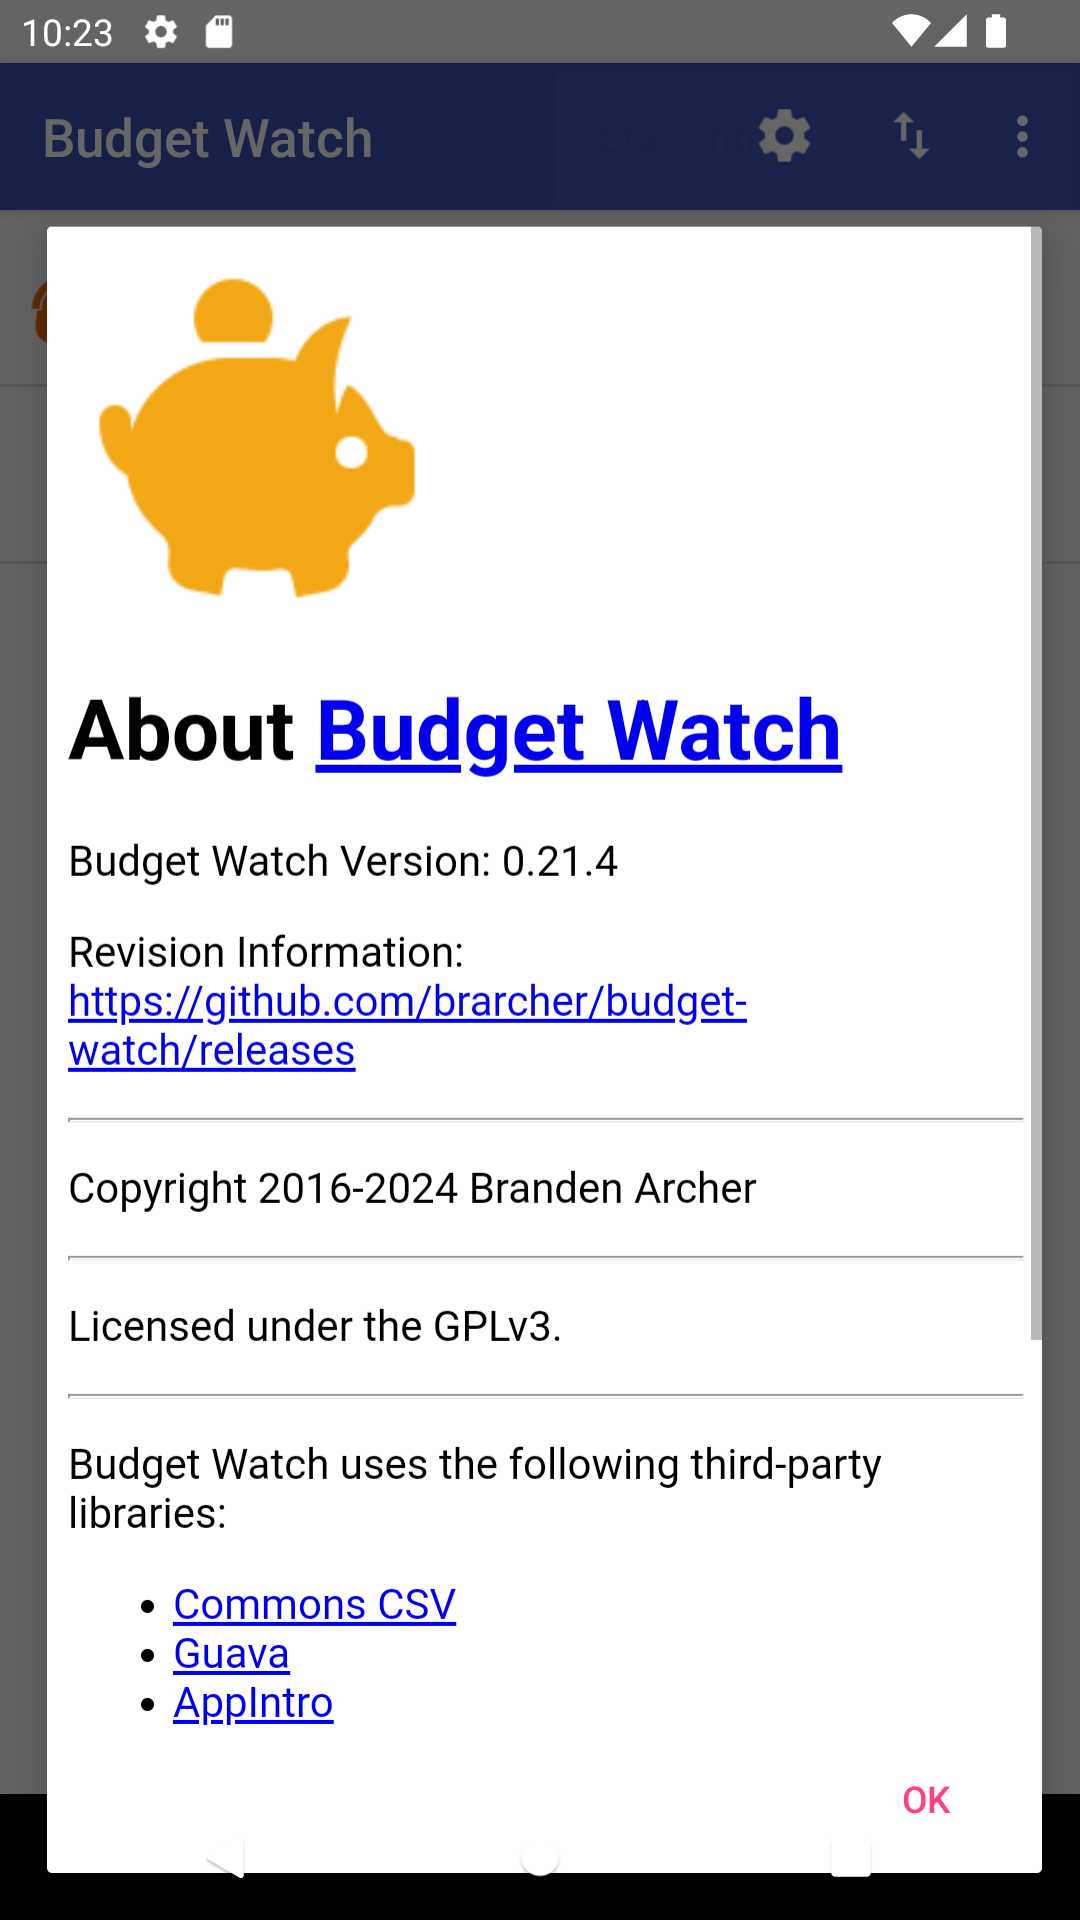 10:23
Budget Watch
Start Int
About Budget Watch
Budget Watch Version: 0.21.4
Revision Information:
https://github.com/brarcher/budget-
watch/releases
Copyright 2016-2024 Branden Archer
Licensed under the GPLv3.
Budget Watch uses the following third-party
libraries:
• Commons CSV
• Guava
• AppIntro
OK